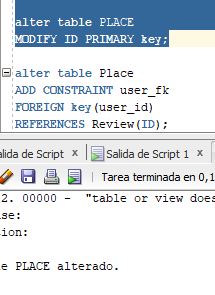 alter table PLACE
MODIFY ID PRIMARY key;
alter table Place
ADD CONSTRAINT user_fk
FOREIGN key(user_id)
REFERENCES Review(ID);
alida de Script × Salida de Script 1 ×
Tarea terminada en 0,1
2. 00000 - "table or view does
se:
tion:
e PLACE alterado.